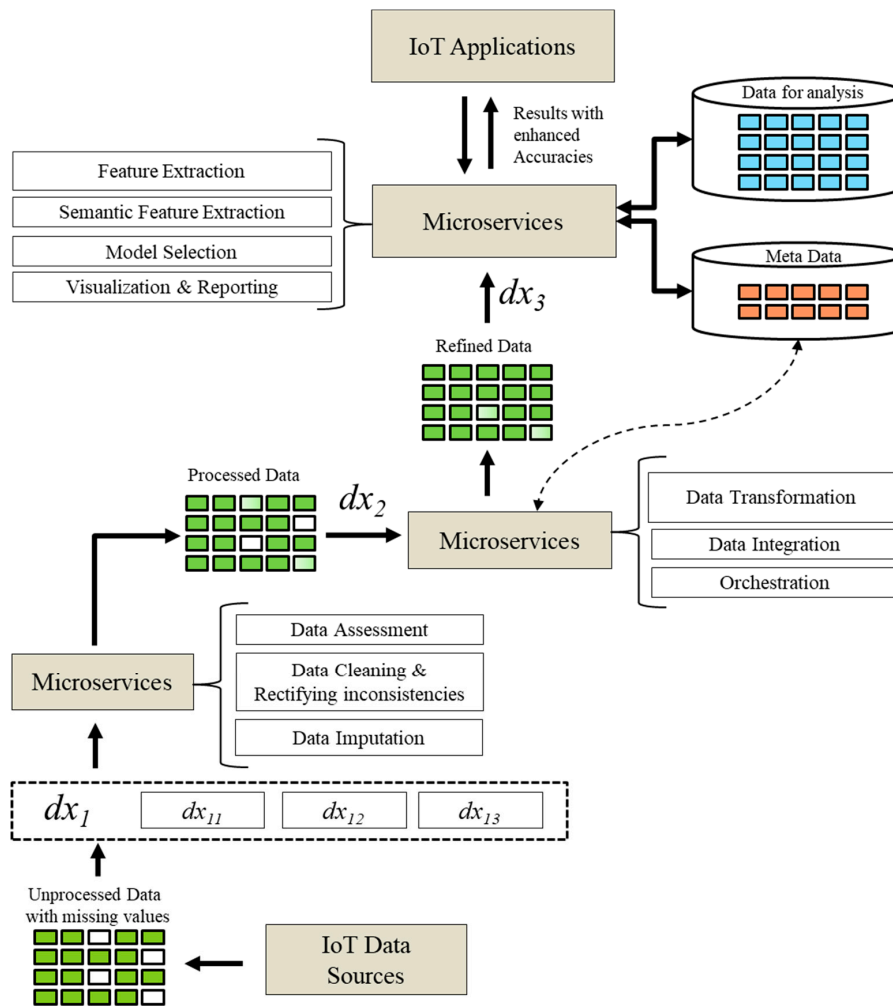 IoT Applications
Results with
enhanced
Accuracies
Data for analysis
Feature Extraction
Semantic Feature Extraction
Model Selection
Visualization & Reporting
Microservices
Meta Data
dx3
Refined Data
Processed Data
dx2
Microservices
Data Transformation
Data Integration
Orchestration
Microservices
Data Assessment
Data Cleaning &
Rectifying inconsistencies
Data Imputation
dx1
dx11
dx12
dx13
Unprocessed Data
with missing values
IoT Data
Sources